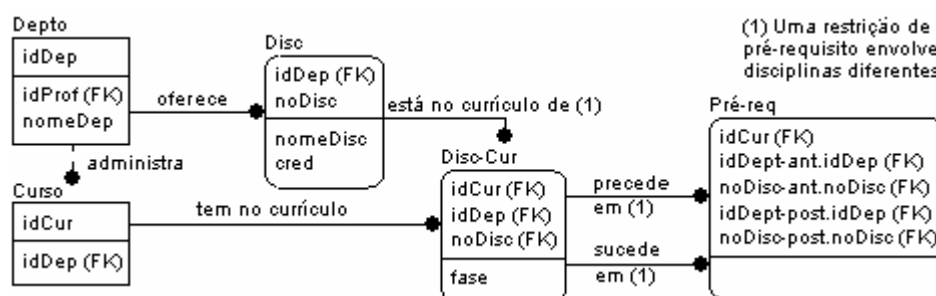 Depto
idDep
idProf (FK)
nomeDep
oferece
Disc
idDep (FK)
noDisc
nomeDisc
cred
está no currículo de (1)
(1) Uma restrição de
pré-requisito envolve
disciplinas diferentes
administra
Curso
idCur
idDep (FK)
tem no currículo
Disc-Cur
idCur (FK)
idDep (FK)
noDisc (FK)
fase
precede
em (1)
sucede
em (1)
Pré-req
idCur (FK)
idDept-ant.idDep (FK)
noDisc-ant.noDisc (FK)
idDept-post.idDep (FK)
noDisc-post.noDisc (FK)